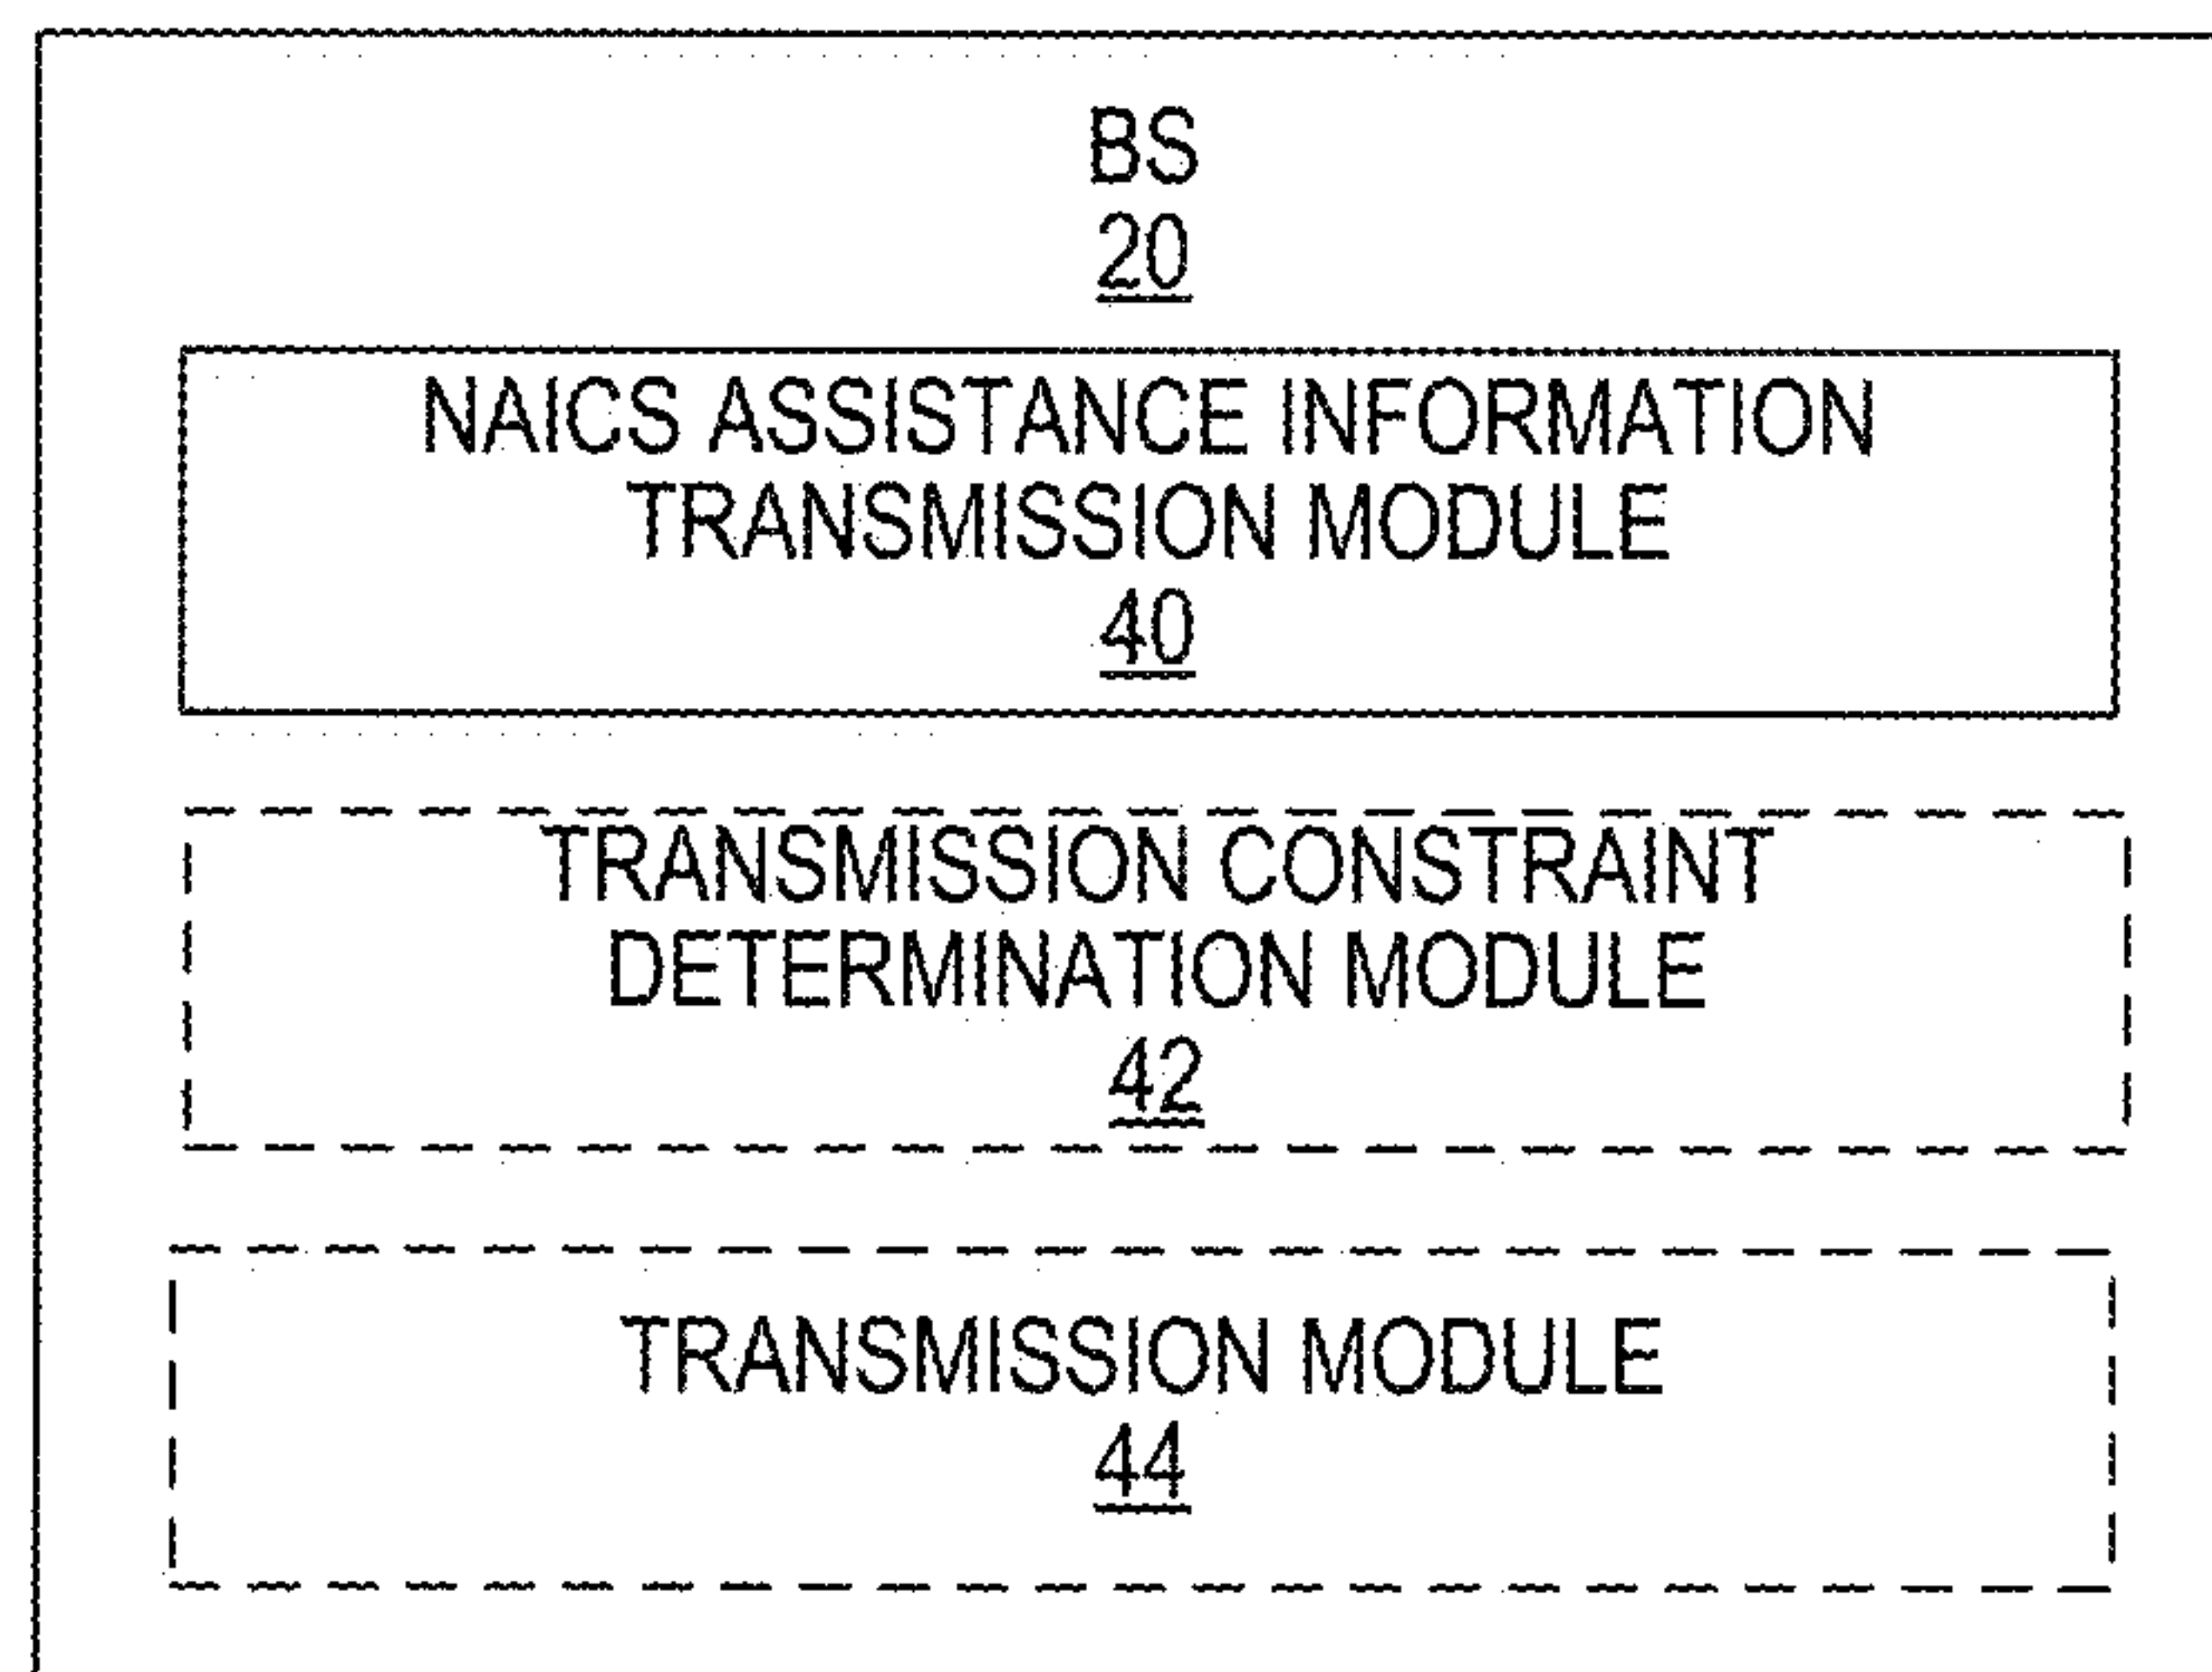 BS
20
NAICS ASSISTANCE INFORMATION
TRANSMISSION MODULE
40
TRANSMISSION CONSTRAINT
DETERMINATION MODULE
42
TRANSMISSION MODULE
44